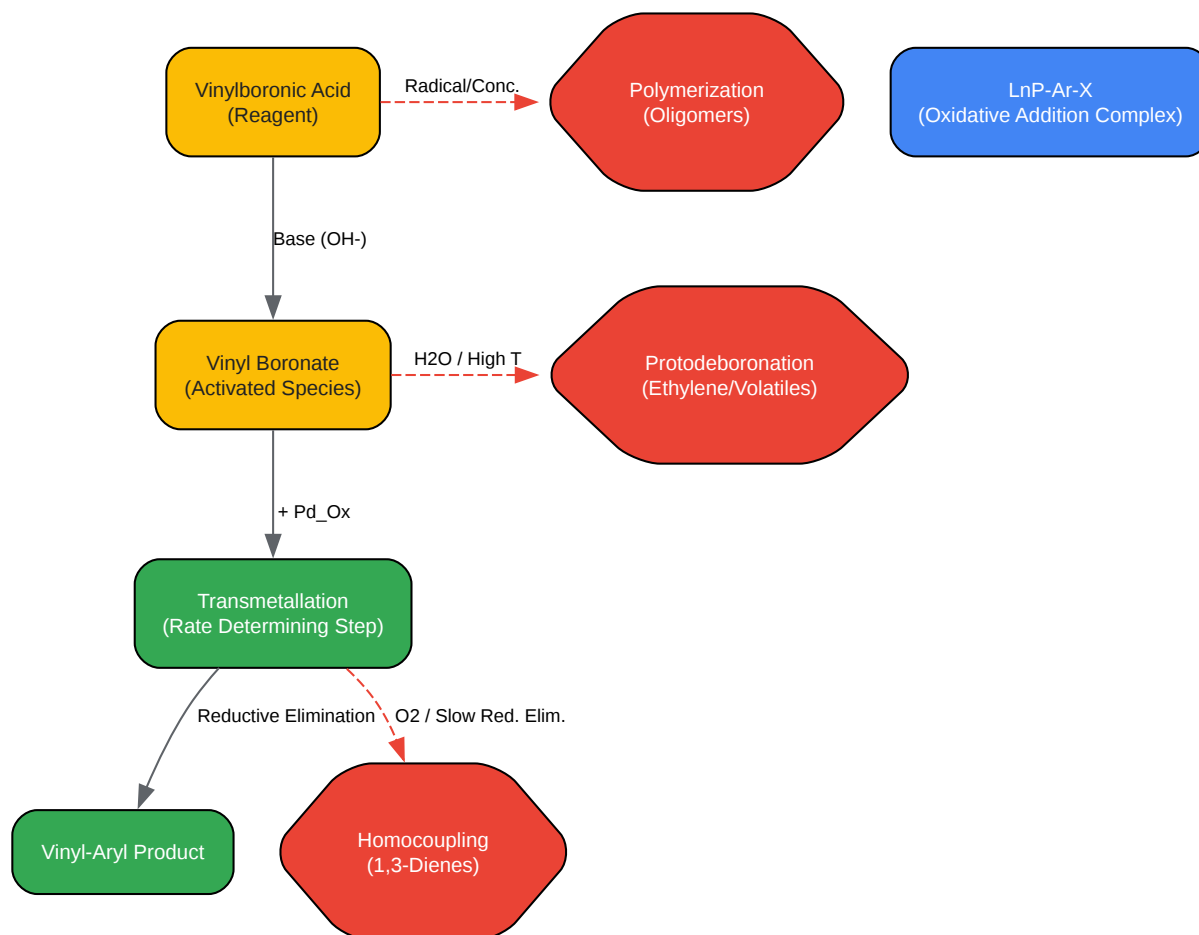 Vinylboronic Acid
(Reagent)
Radical/Conc.
Polymerization
(Oligomers)
LnP-Ar-X
(Oxidative Addition Complex)
Base (OH-)
Vinyl Boronate
(Activated Species)
H2O / High T
Protodeboronation
(Ethylene/Volatiles)
+ Pd_Ox
Transmetallation
(Rate Determining Step)
Reductive Elimination
O2 / Slow Red. Elim.
Vinyl-Aryl Product
Homocoupling
(1,3-Dienes)